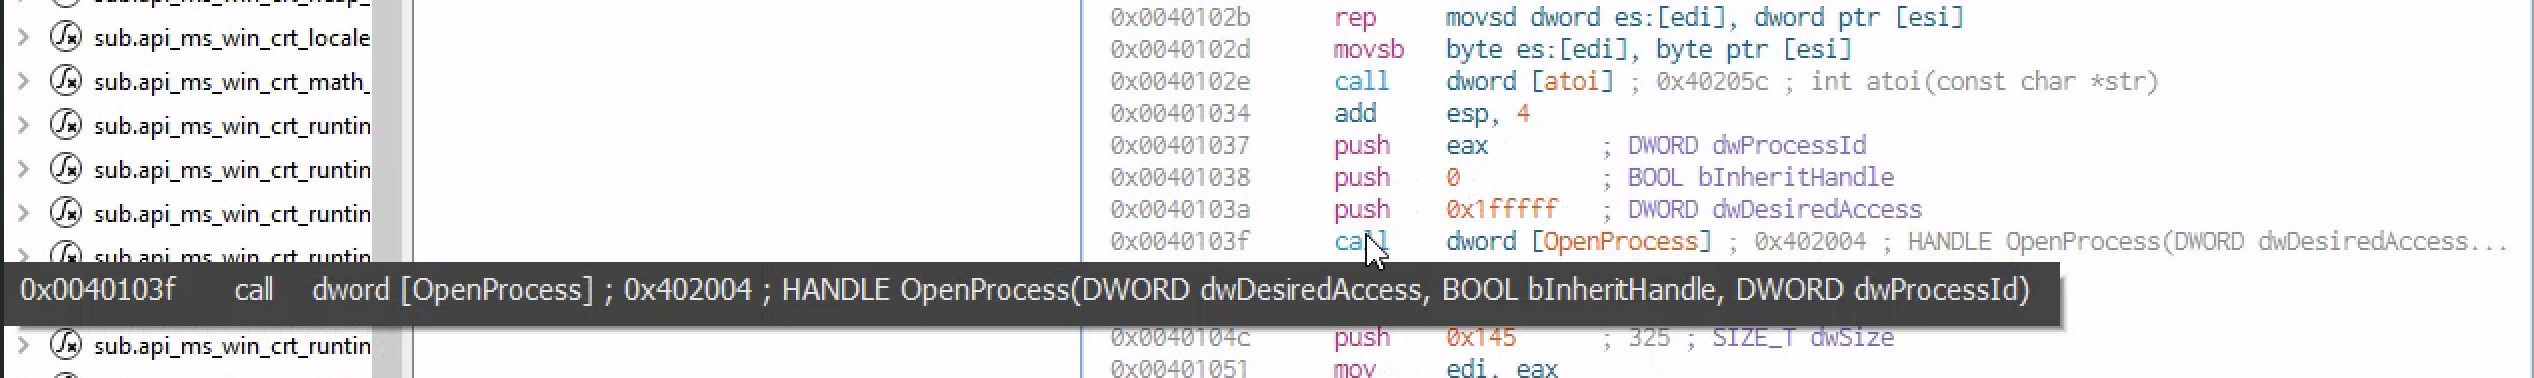 sub.api_ms_win_crt_locale
sub.api_ms_win_crt_math_
sub.api_ms_win_crt_runtin
sub.api_ms_win_crt_runtin
sub.api_ms_win_crt_runtin
sub.api_ms_win_crt_runtin
sub.api_ms_win_crt_runtin
0x0040102b rep movsd dword es:[edi], dword ptr [esi]
0x0040102d movsb byte es:[edi], byte ptr [esi]
0x0040102e call dword [atoi] ; 0x40205c ; int atoi(const char *str)
0x00401034 add esp, 4
0x00401037 push eax ; DWORD dwProcessId
0x00401038 push 0 ; BOOL bInheritHandle
0x0040103a push 0x1fffff ; DWORD dwDesiredAccess
0x0040103f call dword [OpenProcess] ; 0x402004 ; HANDLE OpenProcess(DWORD dwDesiredAccess...
0x0040103f call dword [OpenProcess] ; 0x402004 ; HANDLE OpenProcess(DWORD dwDesiredAccess, BOOL bInheritHandle, DWORD dwProcessId)
0x0040104c push 0x145 ; 325 ; SIZE_T dwSize
0x00401051 mov edi, eax